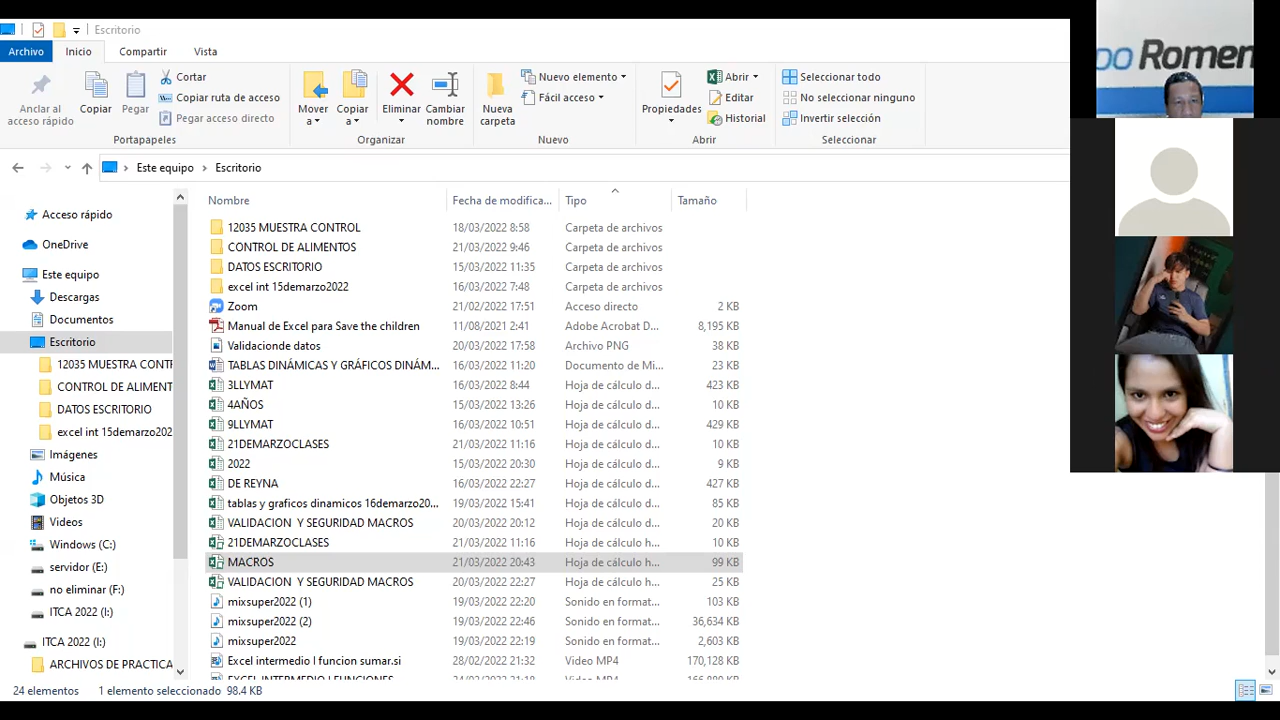 Escritorio
Archivo Inicio Compartir Vista
Anclar al acceso rápido
Copiar
Pegar
Cortar
Copiar ruta de acceso
Pegar acceso directo
Portapapeles
Mover a
Copiar a
Eliminar
Cambiar nombre
Organizar
Nueva carpeta
Nuevo elemento
Fácil acceso
Nuevo
Propiedades
Abrir
Editar
Historial
Abrir
Seleccionar todo
No seleccionar ninguno
Invertir selección
Seleccionar
Este equipo > Escritorio
Acceso rápido
OneDrive
Este equipo
Descargas
Documentos
Escritorio
12035 MUESTRA CONT
CONTROL DE ALIMENT
DATOS ESCRITORIO
excel int 15demarzo202
Imágenes
Música
Objetos 3D
Videos
Windows (C:)
servidor (E:)
no eliminar (F:)
ITCA 2022 (I:)
ITCA 2022 (I:)
ARCHIVOS DE PRACTICA
Nombre Fecha de modifica... Tipo Tamaño
12035 MUESTRA CONTROL 18/03/2022 8:58 Carpeta de archivos
CONTROL DE ALIMENTOS 21/03/2022 9:46 Carpeta de archivos
DATOS ESCRITORIO 15/03/2022 11:35 Carpeta de archivos
excel int 15demarzo2022 16/03/2022 7:48 Carpeta de archivos
Zoom 21/02/2022 17:51 Acceso directo 2 KB
Manual de Excel para Save the children 11/08/2021 2:41 Adobe Acrobat D... 8,195 KB
Validacionde datos 20/03/2022 17:58 Archivo PNG 38 KB
TABLAS DINÁMICAS Y GRÁFICOS DINÁM... 16/03/2022 11:20 Documento de Mi... 23 KB
3LLYMAT 16/03/2022 8:44 Hoja de cálculo d... 423 KB
4AÑOS 15/03/2022 13:26 Hoja de cálculo d... 10 KB
9LLYMAT 16/03/2022 10:51 Hoja de cálculo d... 429 KB
21DEMARZOCLASES 21/03/2022 11:16 Hoja de cálculo d... 10 KB
2022 15/03/2022 20:30 Hoja de cálculo d... 9 KB
DE REYNA 16/03/2022 22:27 Hoja de cálculo d... 427 KB
tablas y graficos dinamicos 16demarzo20... 19/03/2022 15:41 Hoja de cálculo d... 85 KB
VALIDACION Y SEGURIDAD MACROS 20/03/2022 20:12 Hoja de cálculo d... 20 KB
21DEMARZOCLASES 21/03/2022 11:16 Hoja de cálculo h... 10 KB
MACROS 21/03/2022 20:43 Hoja de cálculo h... 99 KB
VALIDACION Y SEGURIDAD MACROS 20/03/2022 22:27 Hoja de cálculo h... 25 KB
mixsuper2022 (1) 19/03/2022 22:20 Sonido en format... 103 KB
mixsuper2022 (2) 19/03/2022 22:46 Sonido en format... 36,634 KB
mixsuper2022 19/03/2022 22:19 Sonido en format... 2,603 KB
Excel intermedio I funcion sumar.si 28/02/2022 21:32 Video MP4 170,128 KB
24 elementos 1 elemento seleccionado 98.4 KB